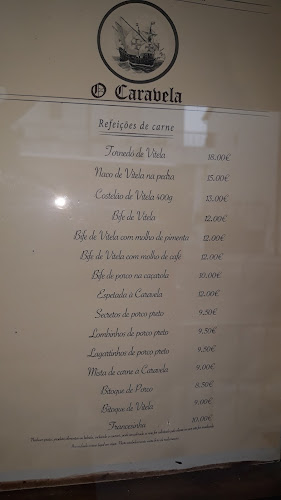 O Caravela
Refeições de carne
Tornedó de Vitela 18.00€
Naco de Vitela na pedra 15.00€
Costelão de Vitela 400g 13.00€
Bife de Vitela 12.00€
Bife de Vitela com molho de pimenta 12.00€
Bife de Vitela com molho de café 12.00€
Bife de porco na caçarola 10.00€
Espetada à Caravela 12.00€
Secretos de porco preto 9.50€
Lombinhos de porco preto 9.50€
Lagartinhos de porco preto 9.50€
Mista de carne à Caravela 9.00€
Bitoque de Porco 8.50€
Bitoque de Vitela 9.00€
Francesinha 10.00€